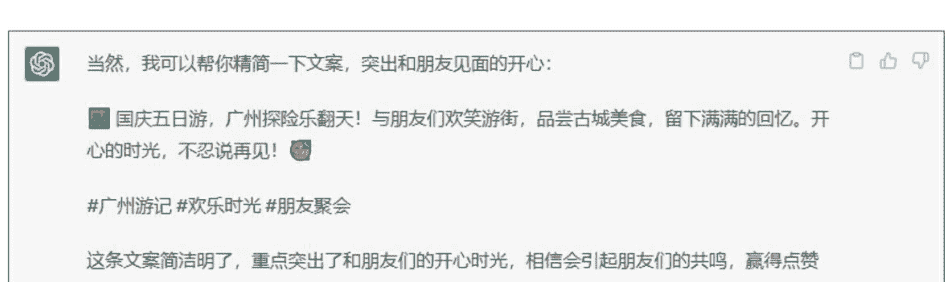 当然，我可以帮你精简一下文案，突出和朋友见面的开心：
国庆五日游，广州探险乐翻天！与朋友们欢笑游街，品尝古城美食，留下满满的回忆。开
心的时光，不忍说再见！
#广州游记 #欢乐时光 #朋友聚会
这条文案简洁明了，重点突出了和朋友们的开心时光，相信会引起朋友们的共鸣，赢得点赞